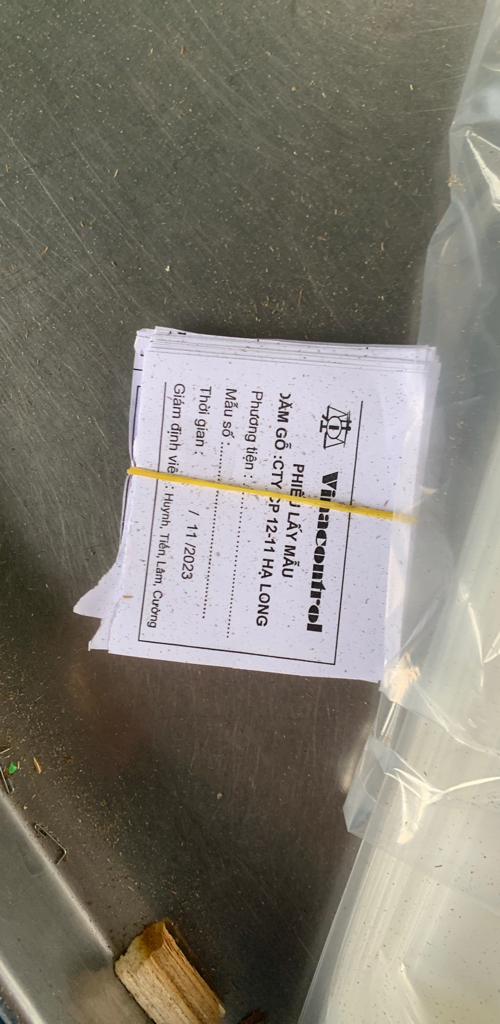 Vinacontrol
PHIẾU LẤY MẪU
DĂM GỖ :CTY CP 12-11 HẠ LONG
Phương tiện :
Mẫu số
Thời gian : / 11 /2023
Giám định viên : Huynh, Tiến, Lâm, Cường